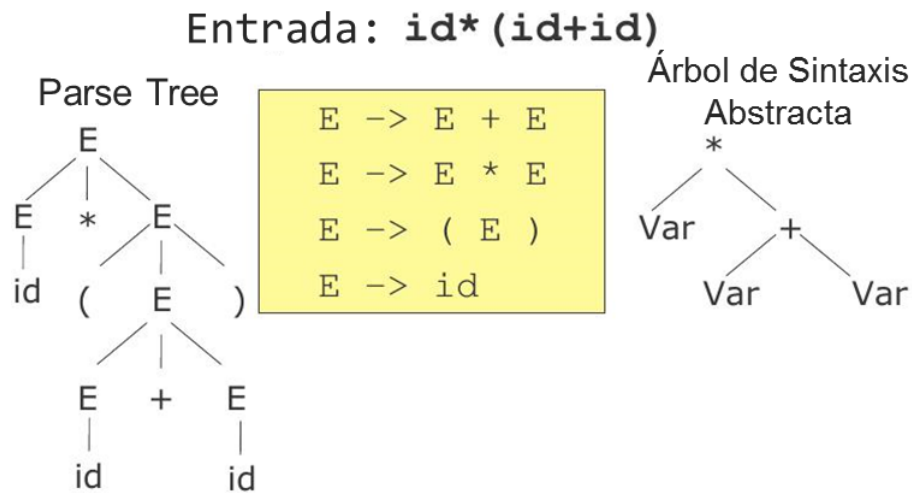 Entrada: id*(id+id)
Parse Tree
E
E * E
id ( E )
E + E
id id
E -> E + E
E -> E * E
E -> ( E )
E -> id
Árbol de Sintaxis
Abstracta
*
Var +
Var Var